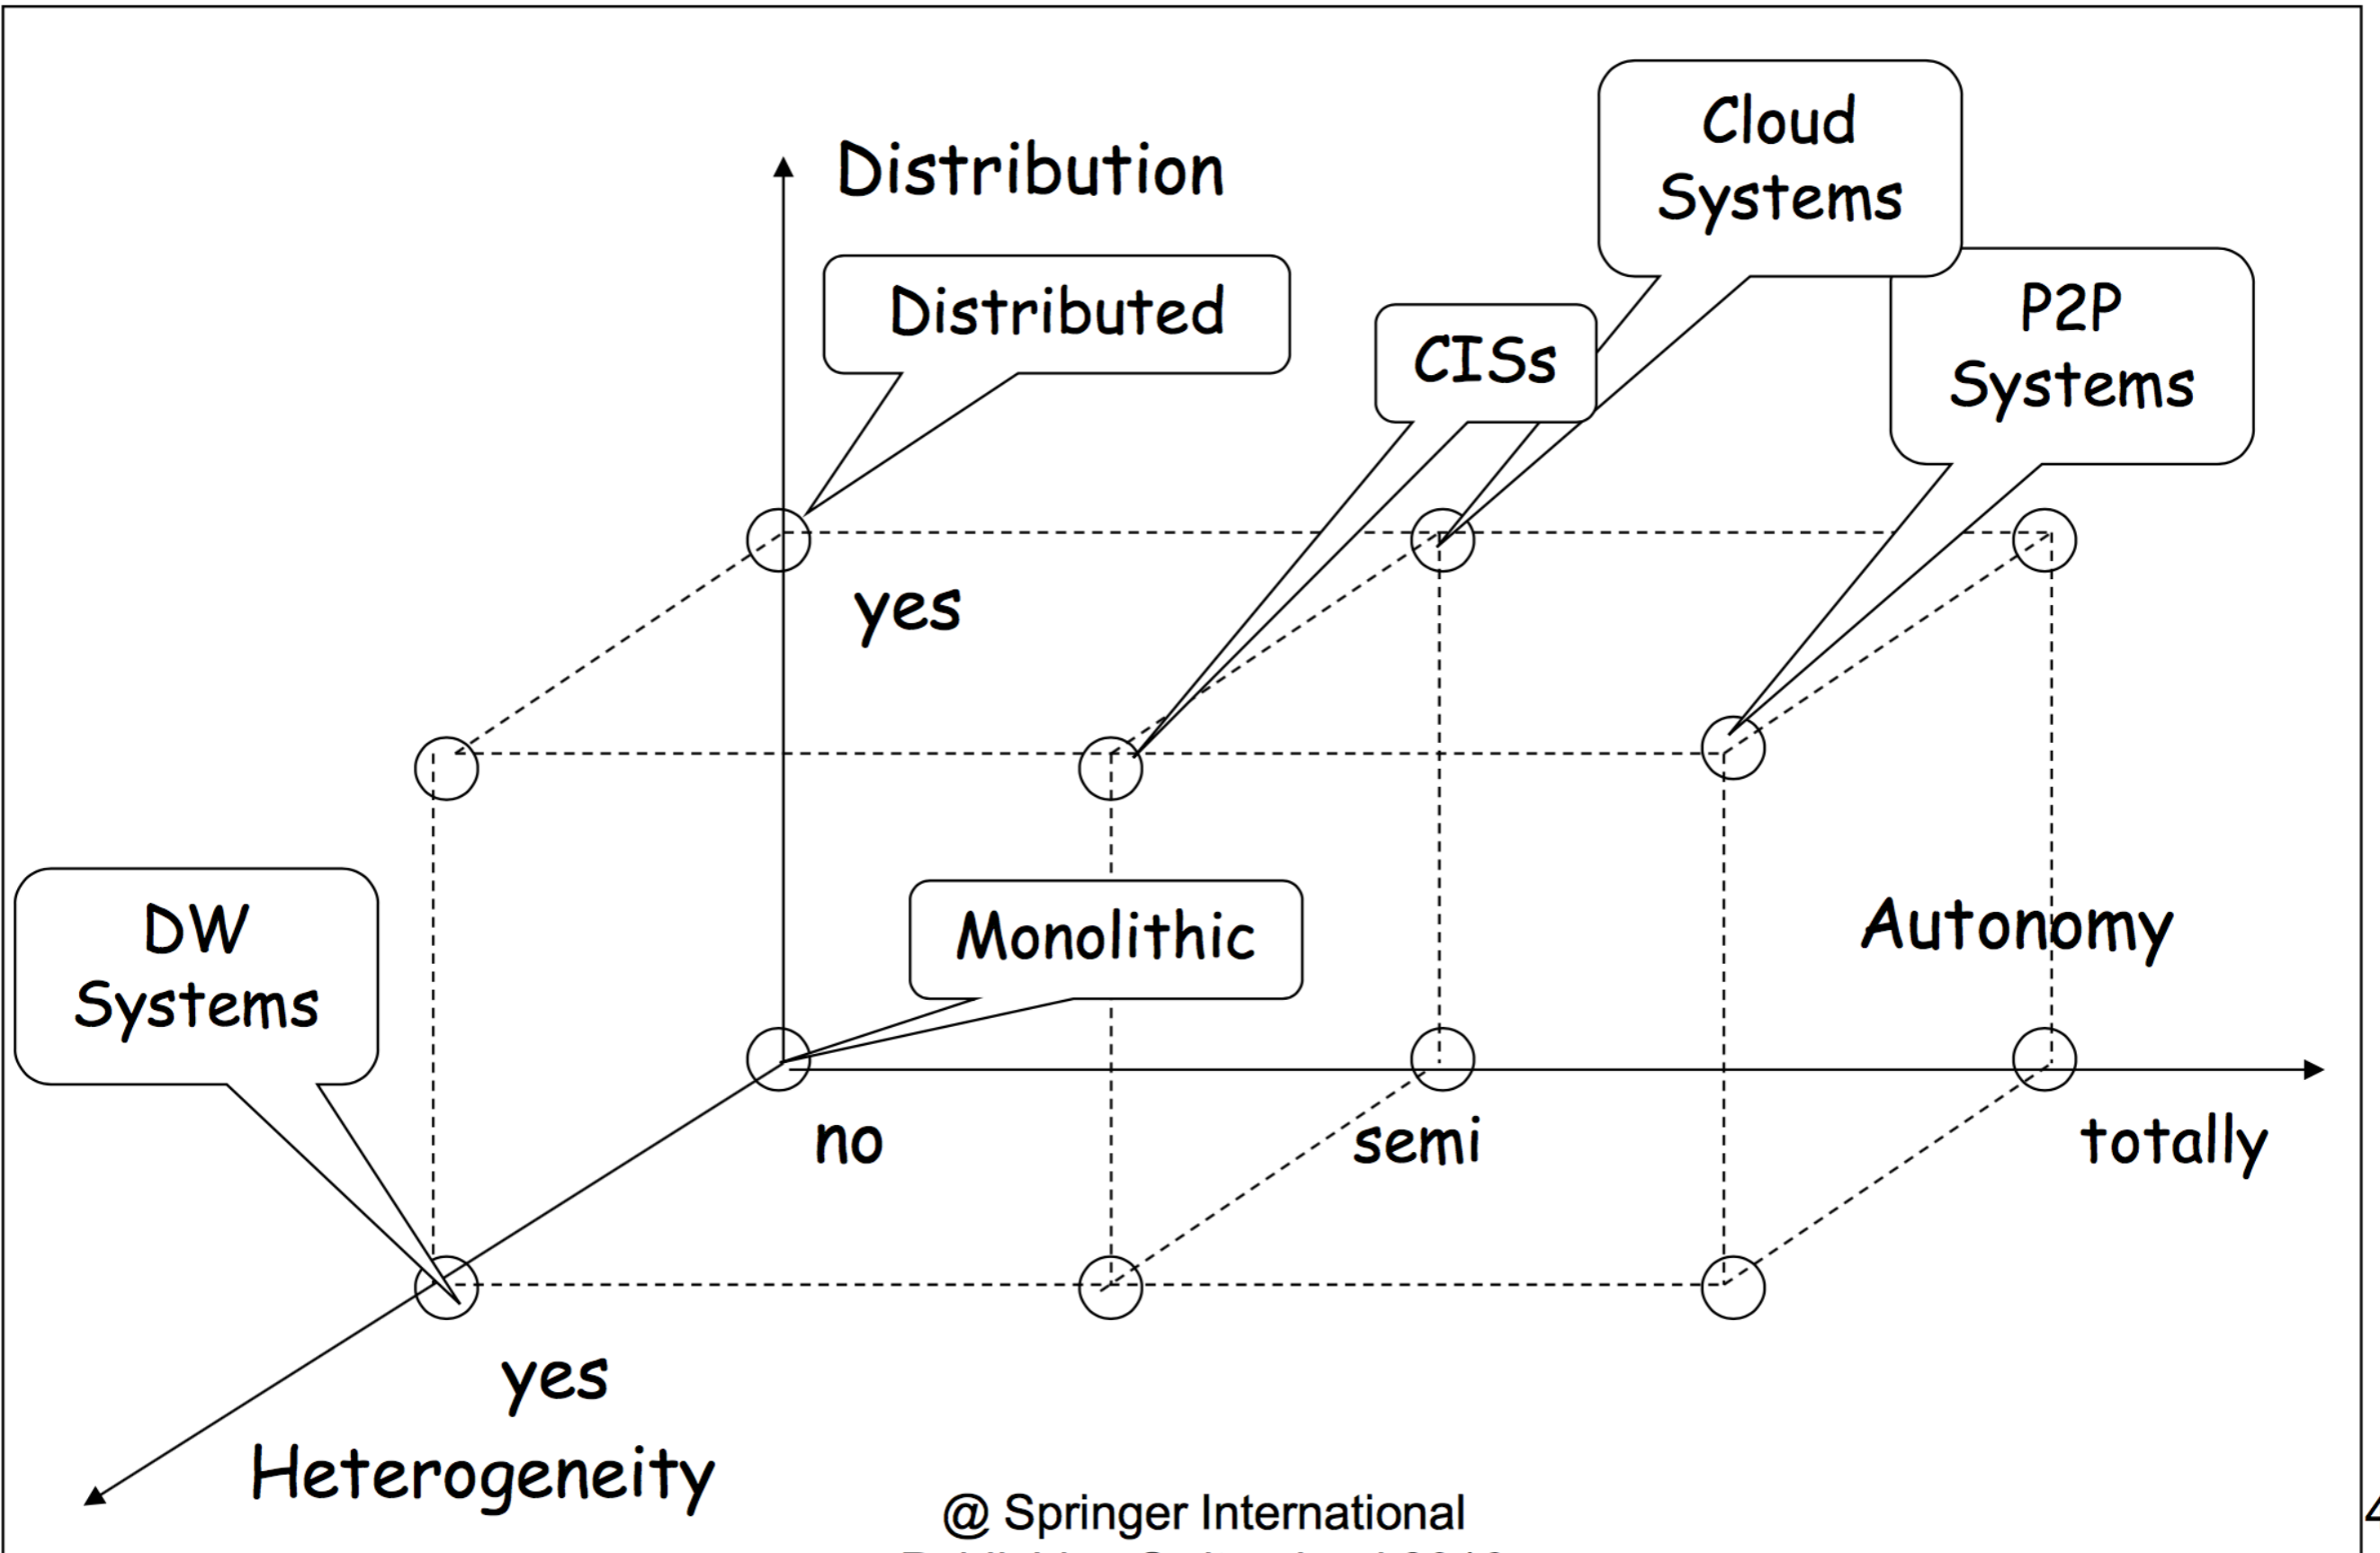 Cloud
Systems
Distribution
P2P
Systems
Distributed
CISs
yes
DW
Systems
Monolithic
Autonomy
no
semi
totally
yes
Heterogeneity
@ Springer International